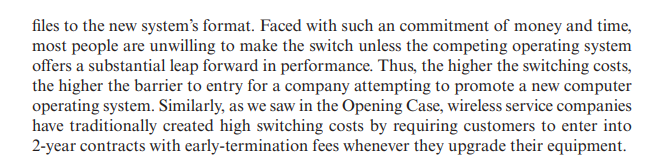 files to the new system’s format. Faced with such an commitment of money and time,
most people are unwilling to make the switch unless the competing operating system
offers a substantial leap forward in performance. Thus, the higher the switching costs,
the higher the barrier to entry for a company attempting to promote a new computer
operating system. Similarly, as we saw in the Opening Case, wireless service companies
have traditionally created high switching costs by requiring customers to enter into
2-year contracts with early-termination fees whenever they upgrade their equipment.